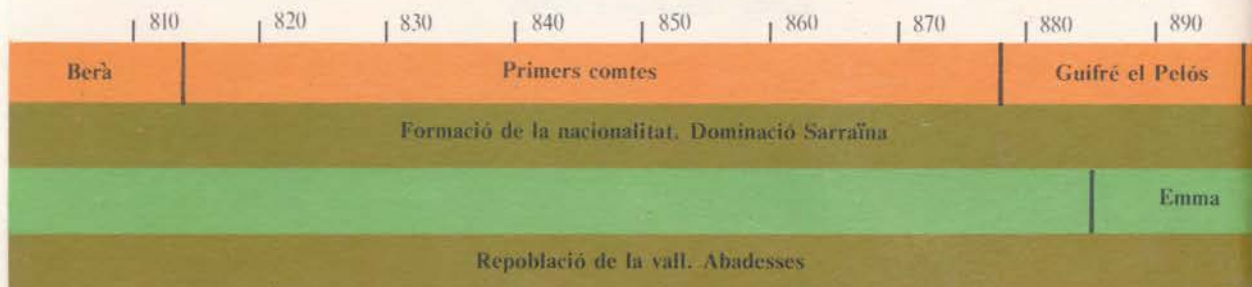 810 820 830 840 850 860 870 880 890
Berà Primers comtes Guifré el Pelós
Formació de la nacionalitat. Dominació Sarraïna
Emma
Repoblació de la vall. Abadesses